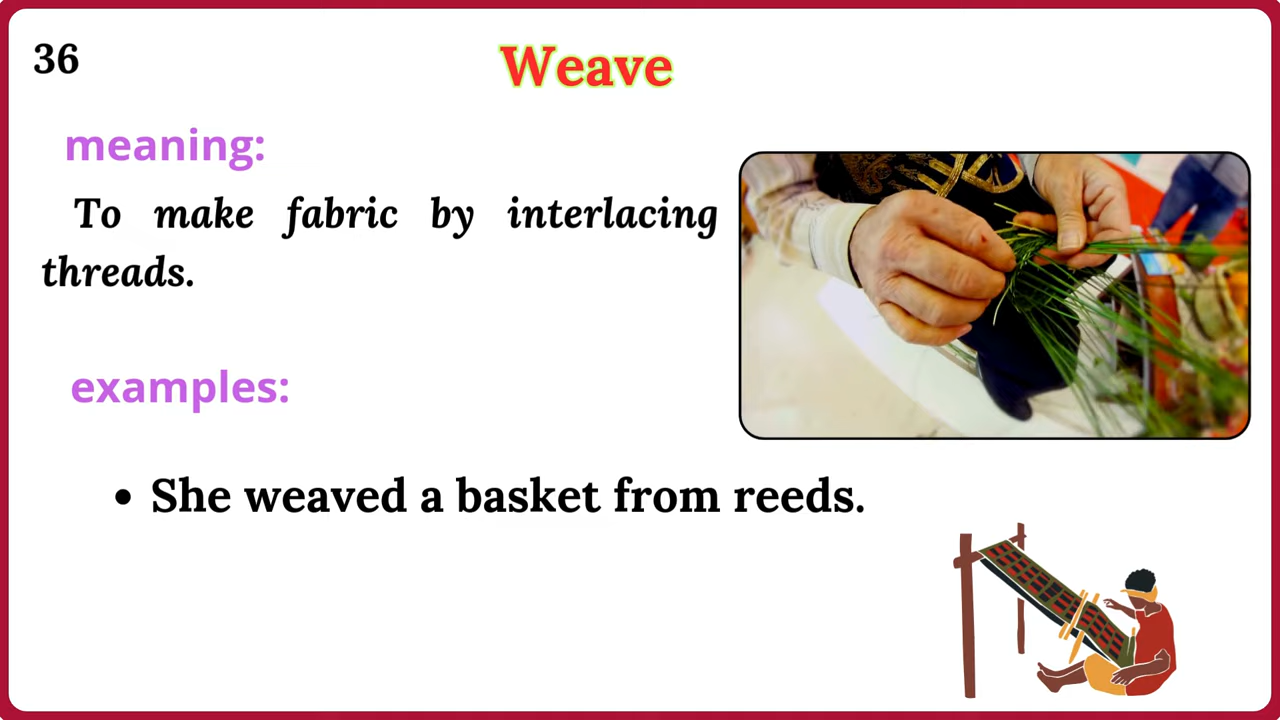 36
Weave
meaning:
To make fabric by interlacing
threads.
examples:
• She weaved a basket from reeds.